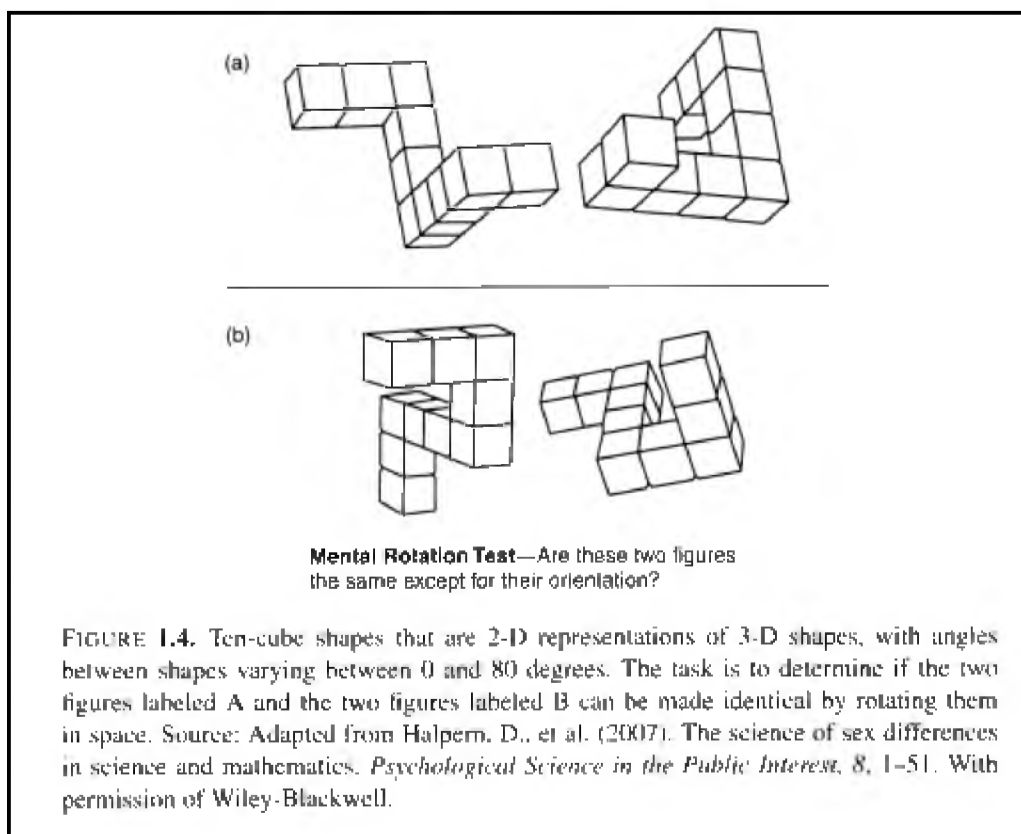 (a)
(b)
Mental Rotation Test—Are these two figures
the same except for their orientation?
FIGURE 1.4. Ten-cube shapes that are 2-D representations of 3-D shapes, with angles
between shapes varying between 0 and 80 degrees. The task is to determine if the two
figures labeled A and the two figures labeled B can be made identical by rotating them
in space. Source: Adapted from Halpern, D., et al. (2007). The science of sex differences
in science and mathematics. Psychological Science in the Public Interest, 8, 1–51. With
permission of Wiley-Blackwell.